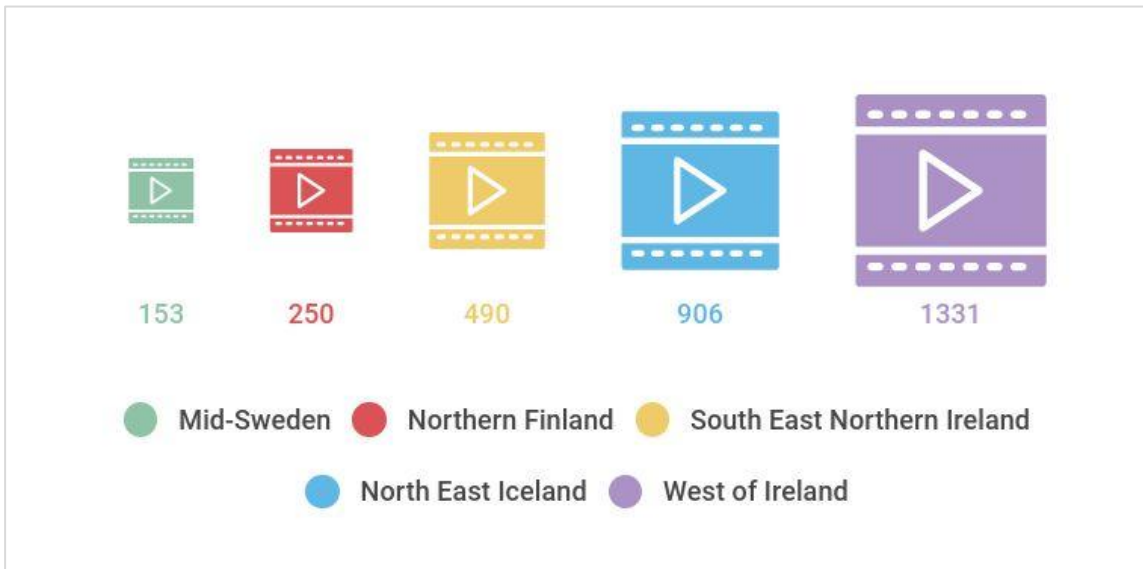 153 250 490 906 1331
Mid-Sweden Northern Finland South East Northern Ireland
North East Iceland West of Ireland